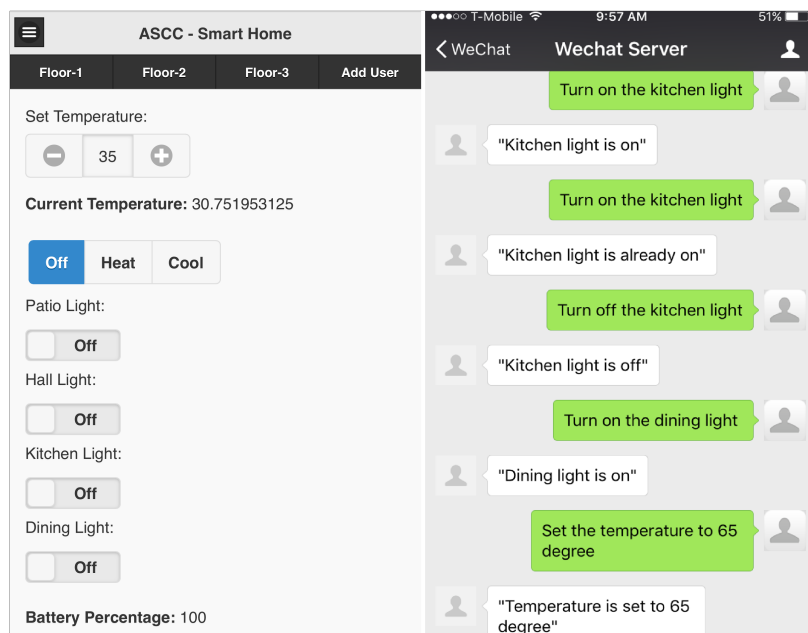 ASCC - Smart Home
Floor-1 Floor-2 Floor-3 Add User
Set Temperature:
35
Current Temperature: 30.751953125
Off Heat Cool
Patio Light:
Off
Hall Light:
Off
Kitchen Light:
Off
Dining Light:
Off
Battery Percentage: 100
T-Mobile 9:57 AM 51%
WeChat Wechat Server
Turn on the kitchen light
"Kitchen light is on"
Turn on the kitchen light
"Kitchen light is already on"
Turn off the kitchen light
"Kitchen light is off"
Turn on the dining light
"Dining light is on"
Set the temperature to 65
degree
"Temperature is set to 65
degree"